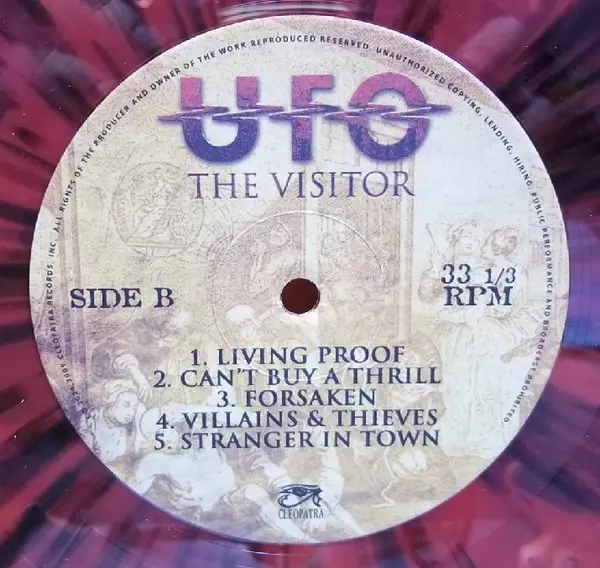 ALL RIGHTS OF THE PRODUCER AND OWNER OF THE WORK REPRODUCED RESERVED. UNAUTHORIZED COPYING, LENDING, HIRING, PUBLIC PERFORMANCE AND BROADCAST PROHIBITED.
CLEOPATRA RECORDS, INC.
UFO
THE VISITOR
SIDE B
33 1/3
RPM
1. LIVING PROOF
2. CAN'T BUY A THRILL
3. FORSAKEN
4. VILLAINS & THIEVES
5. STRANGER IN TOWN
CLEOPATRA